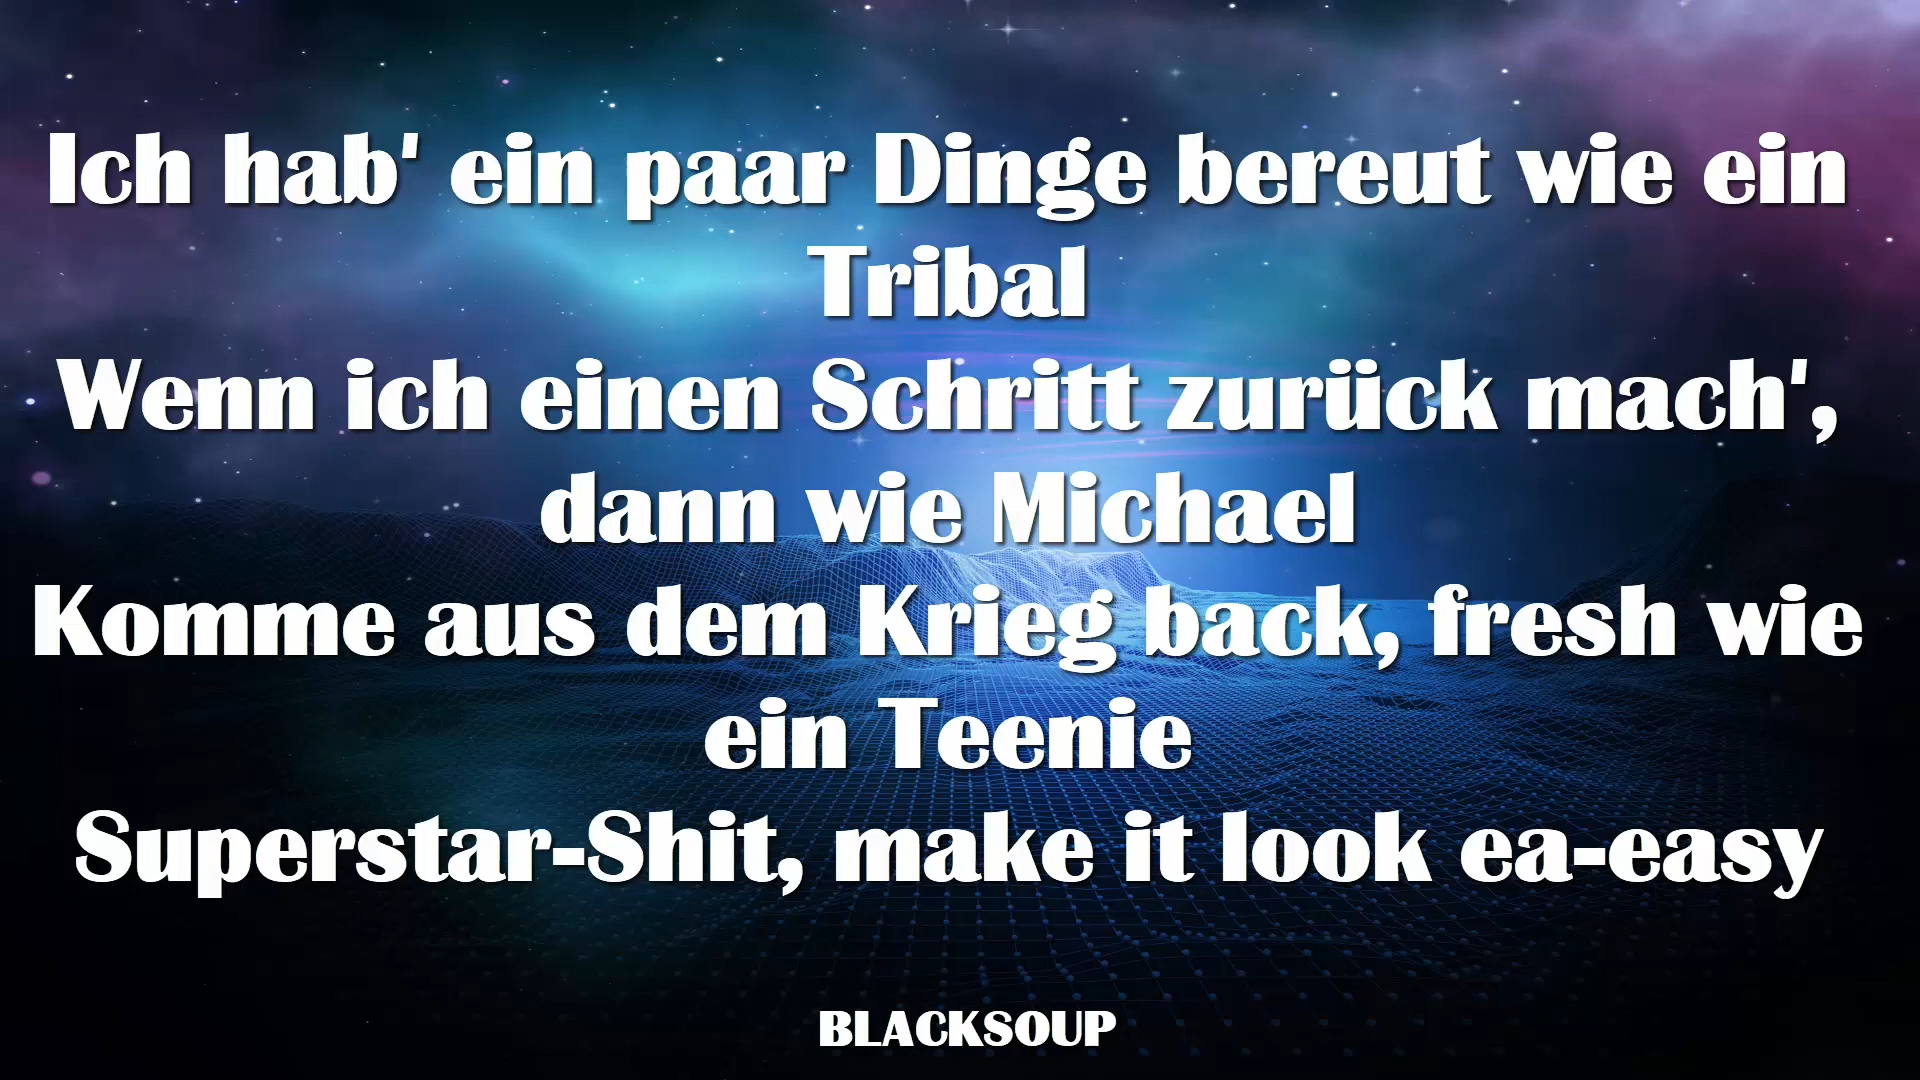 Ich hab' ein paar Dinge bereut wie ein
Tribal
Wenn ich einen Schritt zurück mach',
dann wie Michael
Komme aus dem Krieg back, fresh wie
ein Teenie
Superstar-Shit, make it look ea-easy
BLACKSOUP